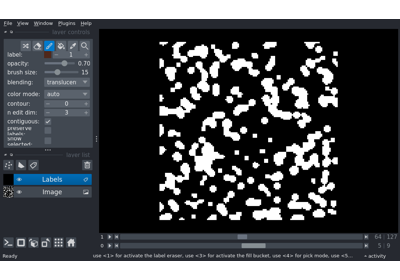 File View Window Plugins Help
layer controls
label: 1
opacity: 0.70
brush size: 15
blending: translucen
color mode: auto
contour: 0
n edit dim: 3
contiguous:
preserve labels:
show selected:
layer list
Labels
Image
1 64 127
0 5 9
Ready use <1> for activate the label eraser, use <3> for activate the fill bucket, use <4> for pick mode, use <5... activity